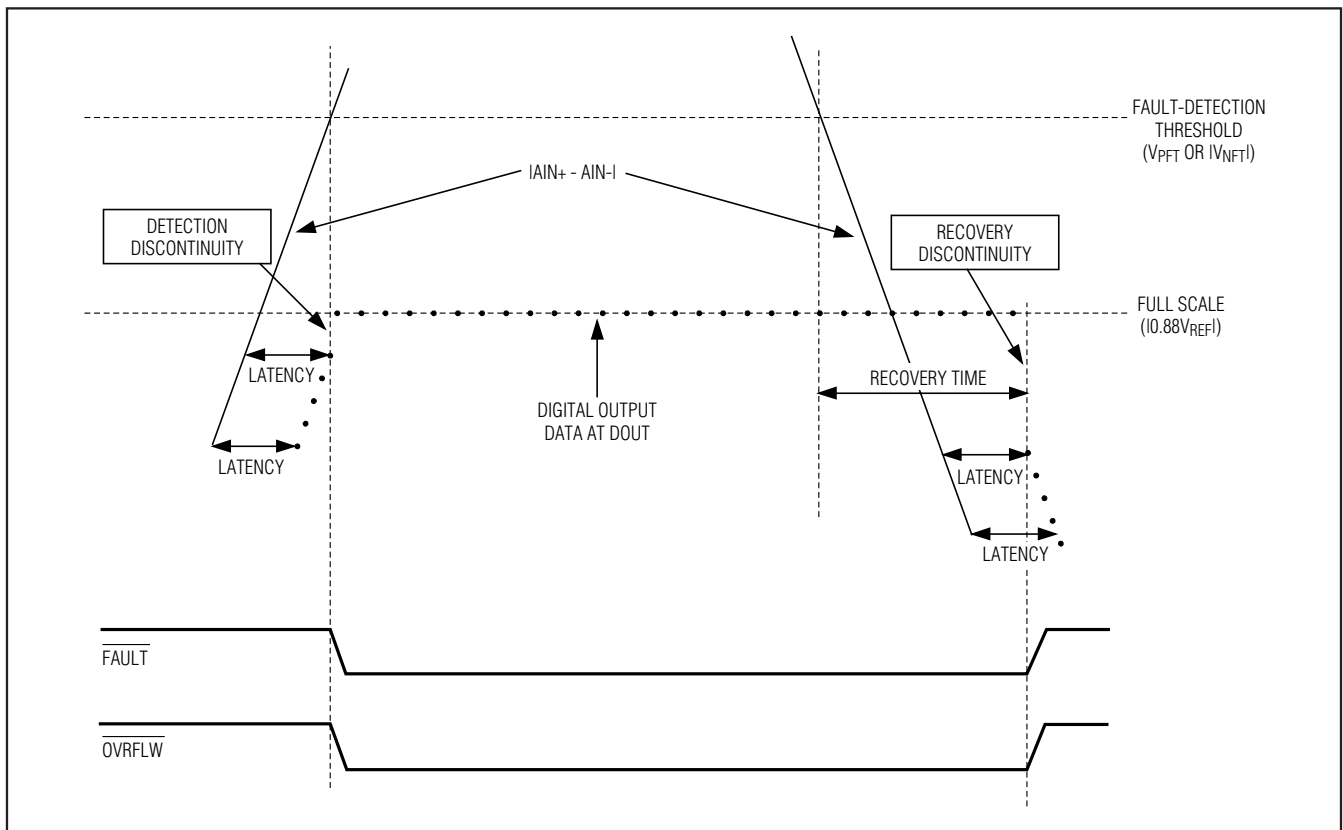 FAULT-DETECTION
THRESHOLD
(VPFT OR |VNFT|)
|AIN+ - AIN-|
DETECTION
DISCONTINUITY
RECOVERY
DISCONTINUITY
FULL SCALE
(|0.88VREF|)
LATENCY
RECOVERY TIME
DIGITAL OUTPUT
DATA AT DOUT
LATENCY
LATENCY
LATENCY
FAULT
OVRFLW